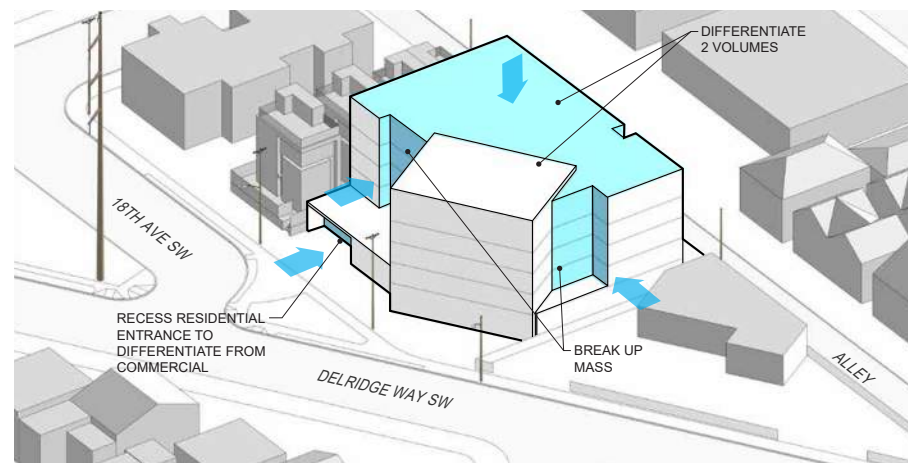 DIFFERENTIATE
2 VOLUMES
18TH AVE SW
RECESS RESIDENTIAL
ENTRANCE TO
DIFFERENTIATE FROM
COMMERCIAL
BREAK UP
MASS
DELRIDGE WAY SW
ALLEY